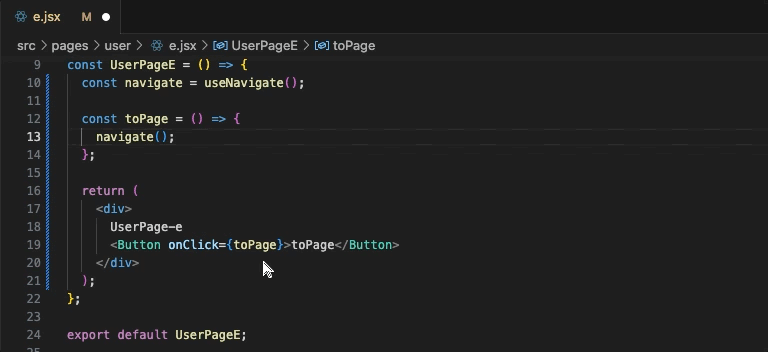 e.jsx M
src > pages > user > e.jsx > UserPageE > toPage
9 const UserPageE = () => {
10 const navigate = useNavigate();
11
12 const toPage = () => {
13 navigate();
14 };
15
16 return (
17 <div>
18 UserPage-e
19 <Button onClick={toPage}>toPage</Button>
20 </div>
21 );
22 };
23
24 export default UserPageE;
25